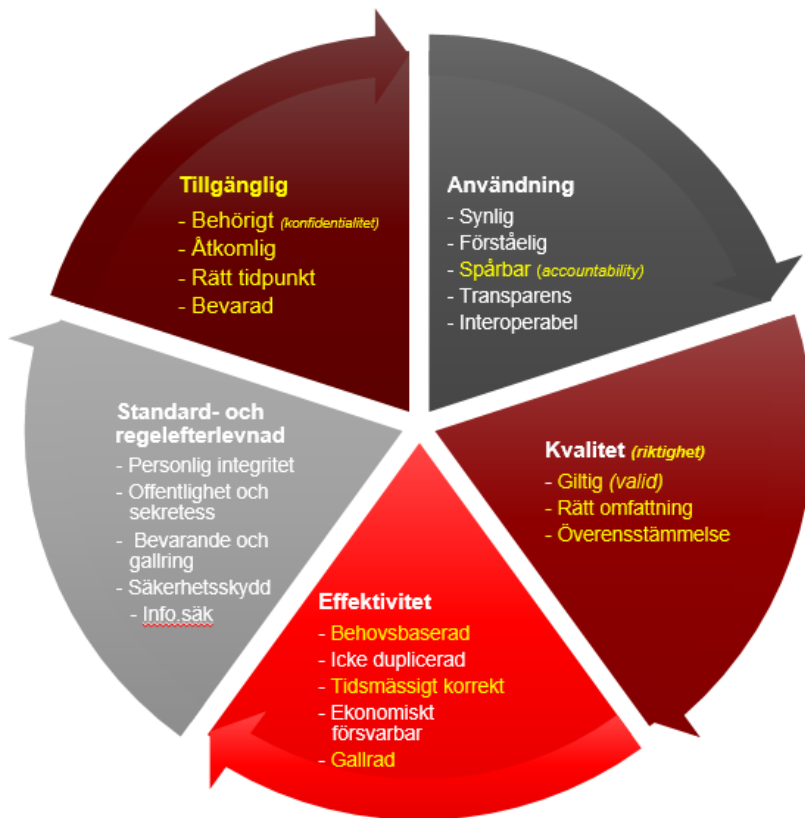 Tillgänglig
- Behörigt (konfidentialitet)
- Åtkomlig
- Rätt tidpunkt
- Bevarad
Användning
- Synlig
- Förståelig
- Spårbar (accountability)
- Transparens
- Interoperabel
Kvalitet (riktighet)
- Giltig (valid)
- Rätt omfattning
- Överensstämmelse
Effektivitet
- Behovsbaserad
- Icke duplicerad
- Tidsmässigt korrekt
- Ekonomiskt
försvarbar
- Gallrad
Standard- och
regelefterlevnad
- Personlig integritet
- Offentlighet och
sekretess
- Bevarande och
gallring
- Säkerhetsskydd
- Info.säk